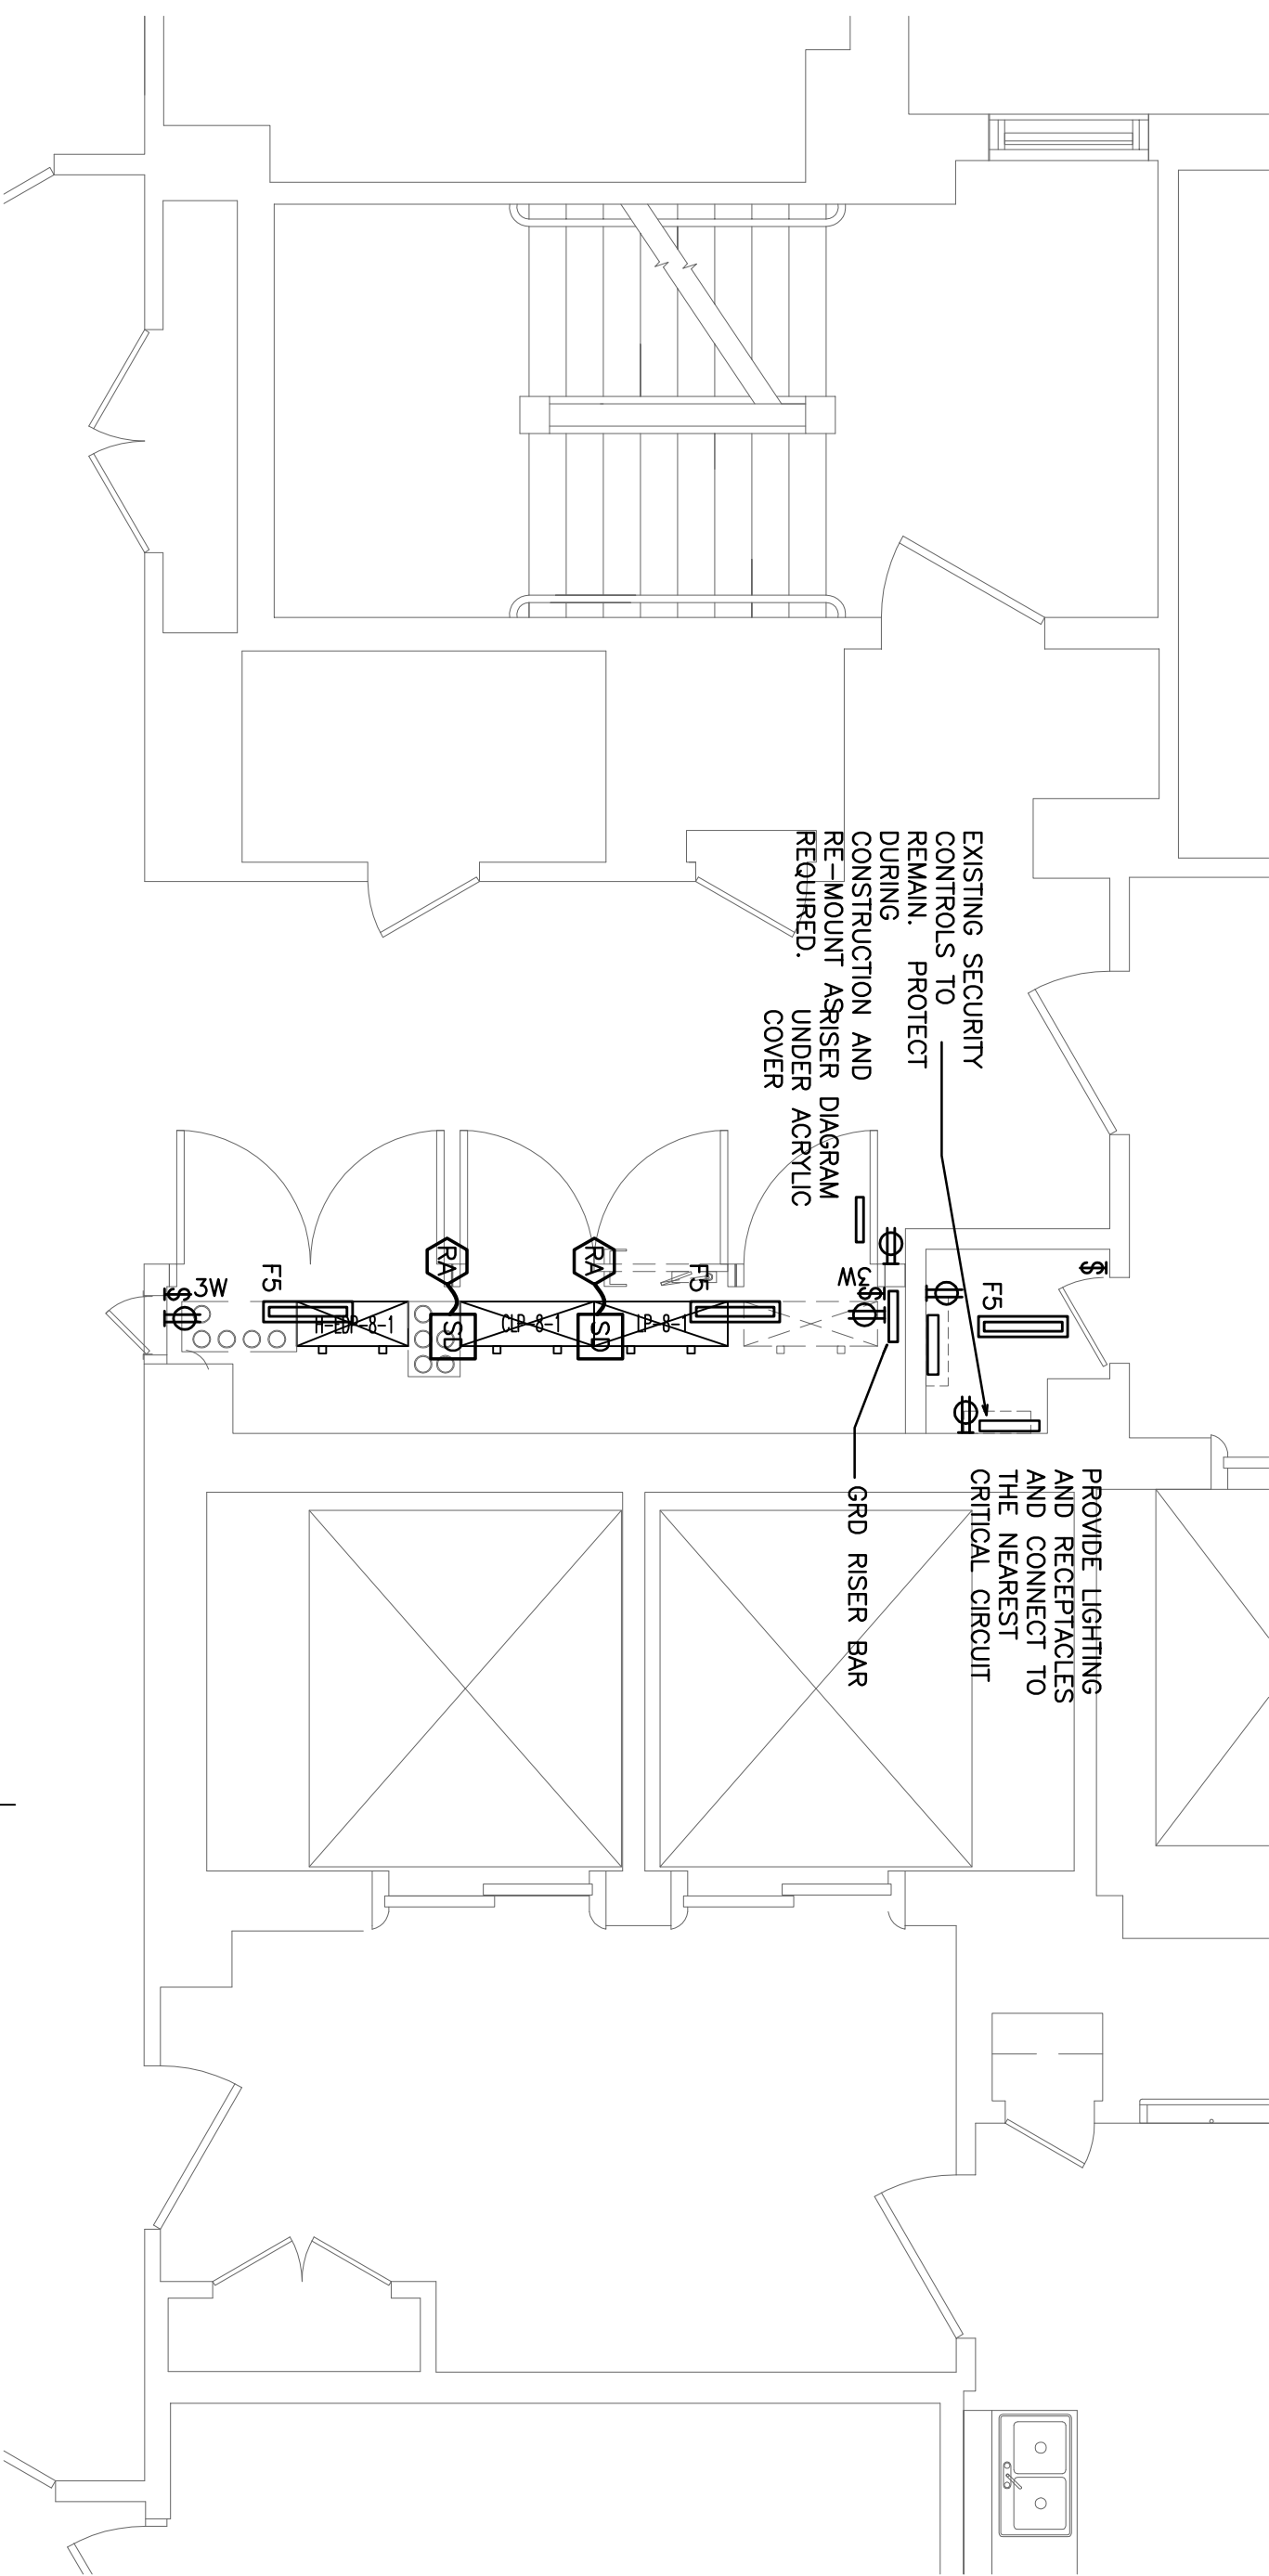 EXISTING SECURITY
CONTROLS TO
REMAIN. PROTECT
DURING
CONSTRUCTION AND
RE-MOUNT AS
REQUIRED.
RISER DIAGRAM
UNDER ACRYLIC
COVER
PROVIDE LIGHTING
AND RECEPTACLES
AND CONNECT TO
THE NEAREST
CRITICAL CIRCUIT
GRD RISER BAR
$
F5
3W
$
F5
LP-8-1
RA
SD
CLP-8-1
RA
SD
H-EDP-8-1
F5
3W
$